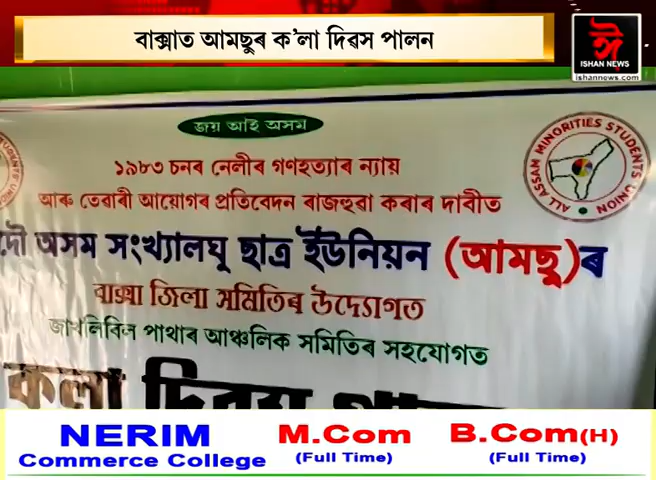 বাক্সাত আমছুৰ ক'লা দিৱস পালন
ঈ
ISHAN NEWS
ishannews.com
জয় আই অসম
১৯৮৩ চনৰ নেলীৰ গণহত্যাৰ ন্যায়
আৰু তেৱাৰী আয়োগৰ প্ৰতিবেদন ৰাজহুৱা কৰাৰ দাবীত
দৌ অসম সংখ্যালঘু ছাত্ৰ ইউনিয়ন (আমছু)ৰ
বাক্সা জিলা সমিতিৰ উদ্যোগত
জাখলিবিল পাথাৰ আঞ্চলিক সমিতিৰ সহযোগত
কলা দিৱস
ALL ASSAM MINORITIES STUDENTS UNION
NERIM M.Com B.Com(H)
Commerce College (Full Time) (Full Time)